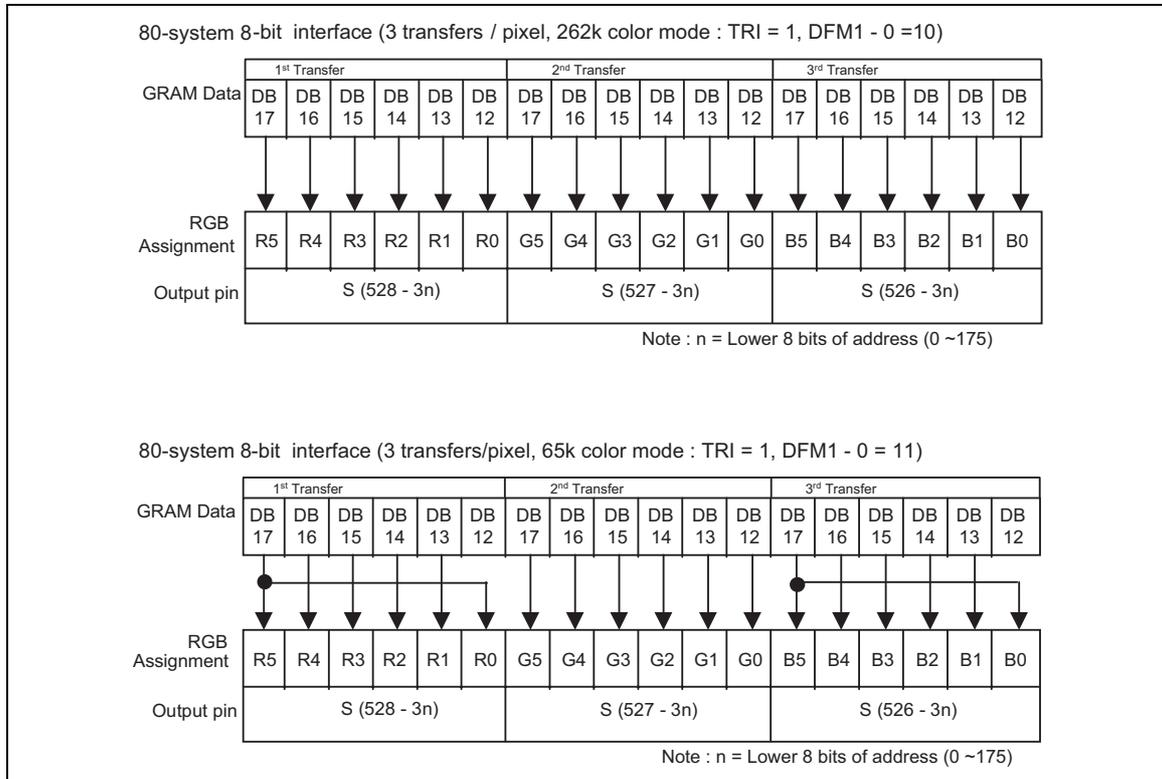 80-system 8-bit interface (3 transfers / pixel, 262k color mode : TRI = 1, DFM1 - 0 =10)
1st Transfer 2nd Transfer 3rd Transfer
GRAM Data DB DB DB DB DB DB DB DB DB DB DB DB DB DB DB DB DB DB
17 16 15 14 13 12 17 16 15 14 13 12 17 16 15 14 13 12
RGB
Assignment R5 R4 R3 R2 R1 R0 G5 G4 G3 G2 G1 G0 B5 B4 B3 B2 B1 B0
Output pin S (528 - 3n) S (527 - 3n) S (526 - 3n)
Note : n = Lower 8 bits of address (0 ~175)
80-system 8-bit interface (3 transfers/pixel, 65k color mode : TRI = 1, DFM1 - 0 = 11)
1st Transfer 2nd Transfer 3rd Transfer
GRAM Data DB DB DB DB DB DB DB DB DB DB DB DB DB DB DB DB DB DB
17 16 15 14 13 12 17 16 15 14 13 12 17 16 15 14 13 12
RGB
Assignment R5 R4 R3 R2 R1 R0 G5 G4 G3 G2 G1 G0 B5 B4 B3 B2 B1 B0
Output pin S (528 - 3n) S (527 - 3n) S (526 - 3n)
Note : n = Lower 8 bits of address (0 ~175)